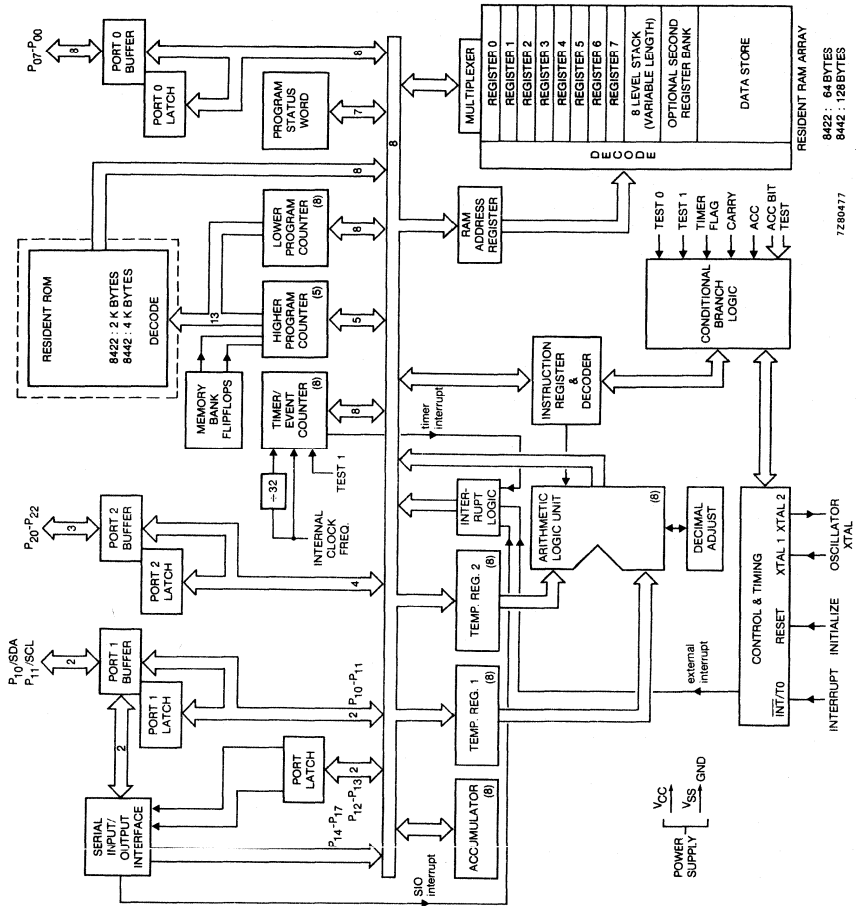 P10/SDA
P11/SCL
2
P20-P22
3
P07-P00
8
SERIAL
INPUT/
OUTPUT
INTERFACE
2
PORT 1
BUFFER
PORT 1
LATCH
PORT 2
BUFFER
PORT 2
LATCH
RESIDENT ROM
8422 : 2 K BYTES
8442 : 4 K BYTES
DECODE
PORT 0
BUFFER
PORT 0
LATCH
PORT
LATCH
÷32
INTERNAL
CLOCK
FREQ.
TEST 1
MEMORY
BANK
FLIPFLOPS
13
TIMER/
EVENT
COUNTER
(8)
HIGHER
PROGRAM
COUNTER
(5)
LOWER
PROGRAM
COUNTER
(8)
PROGRAM
STATUS
WORD
P14-P17
P12-P13
2
2
P10-P11
4
8
5
8
8
7
8
8
SIO
interrupt
timer
interrupt
ACCUMULATOR
(8)
TEMP. REG. 1
(8)
TEMP. REG. 2
(8)
INTER-
RUPT
LOGIC
ARITHMETIC
LOGIC UNIT
(8)
DECIMAL
ADJUST
INSTRUCTION
REGISTER
&
DECODER
RAM
ADDRESS
REGISTER
MULTIPLEXER
DECODE
REGISTER 0
REGISTER 1
REGISTER 2
REGISTER 3
REGISTER 4
REGISTER 5
REGISTER 6
REGISTER 7
8 LEVEL STACK
(VARIABLE LENGTH)
OPTIONAL SECOND
REGISTER BANK
DATA STORE
RESIDENT RAM ARRAY
8422 : 64 BYTES
8442 : 128 BYTES
external
interrupt
CONTROL & TIMING
INT/T0
RESET
XTAL 1
XTAL 2
INTERRUPT
INITIALIZE
OSCILLATOR
XTAL
CONDITIONAL
BRANCH
LOGIC
TEST 0
TEST 1
TIMER
FLAG
CARRY
ACC
ACC BIT
TEST
POWER
SUPPLY
VCC
VSS
GND
7Z80477